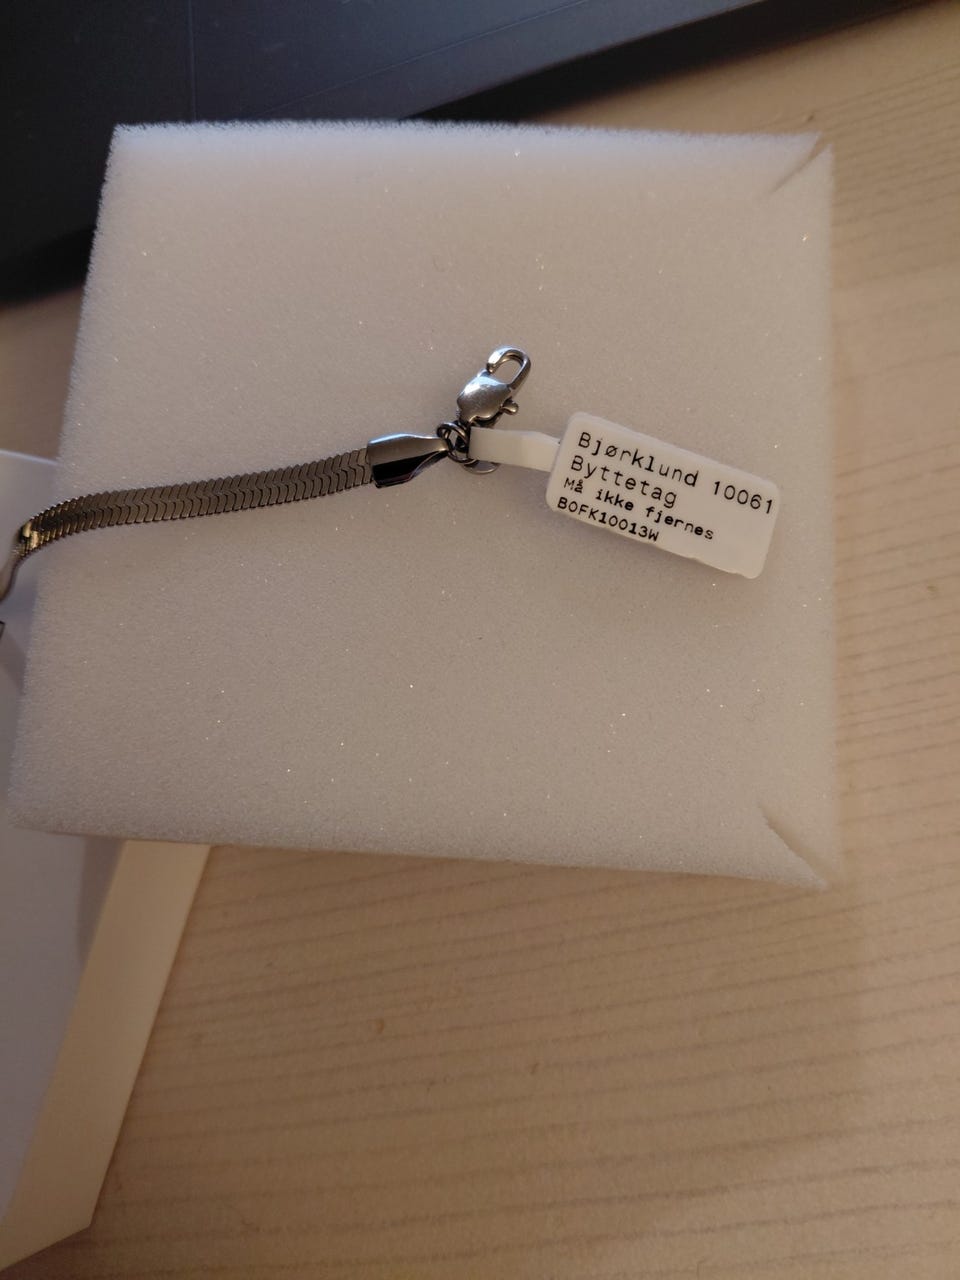 Bjørklund 10061
Byttetag
Må ikke fjernes
BOFK10013W